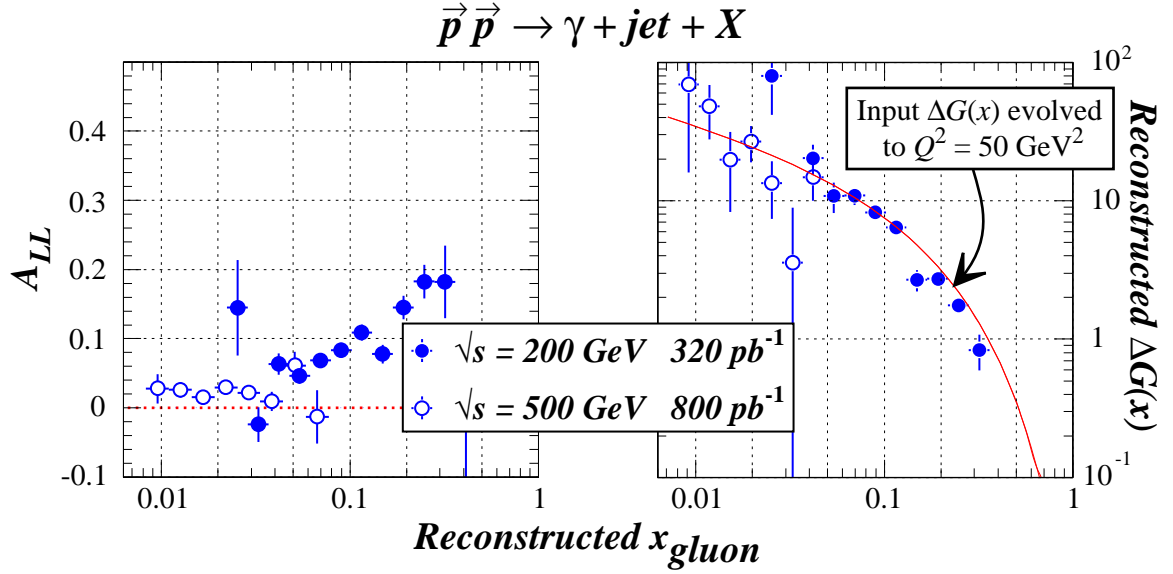 p⃗ p⃗ → γ + jet + X
A_LL
0.4
0.3
0.2
0.1
0
-0.1
0.01
0.1
1
√s = 200 GeV 320 pb⁻¹
√s = 500 GeV 800 pb⁻¹
Input ΔG(x) evolved
to Q² = 50 GeV²
10²
10
1
10⁻¹
0.01
0.1
1
Reconstructed ΔG(x)
Reconstructed x_gluon